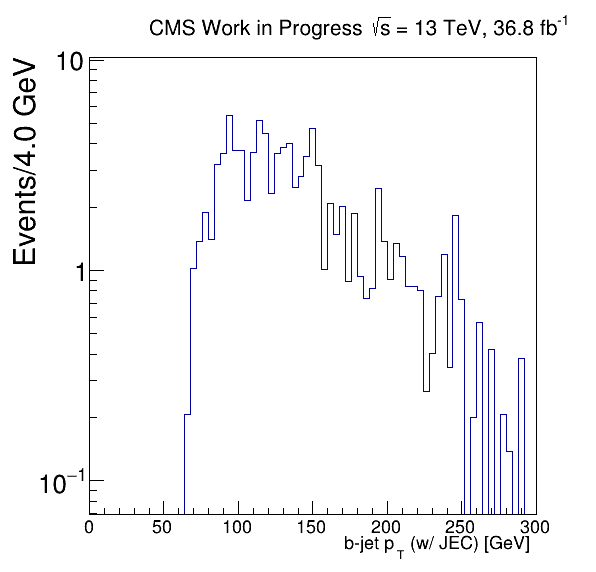 CMS Work in Progress √s = 13 TeV, 36.8 fb⁻¹
Events/4.0 GeV
10
1
10⁻¹
0 50 100 150 200 250 300
b-jet p_T (w/ JEC) [GeV]